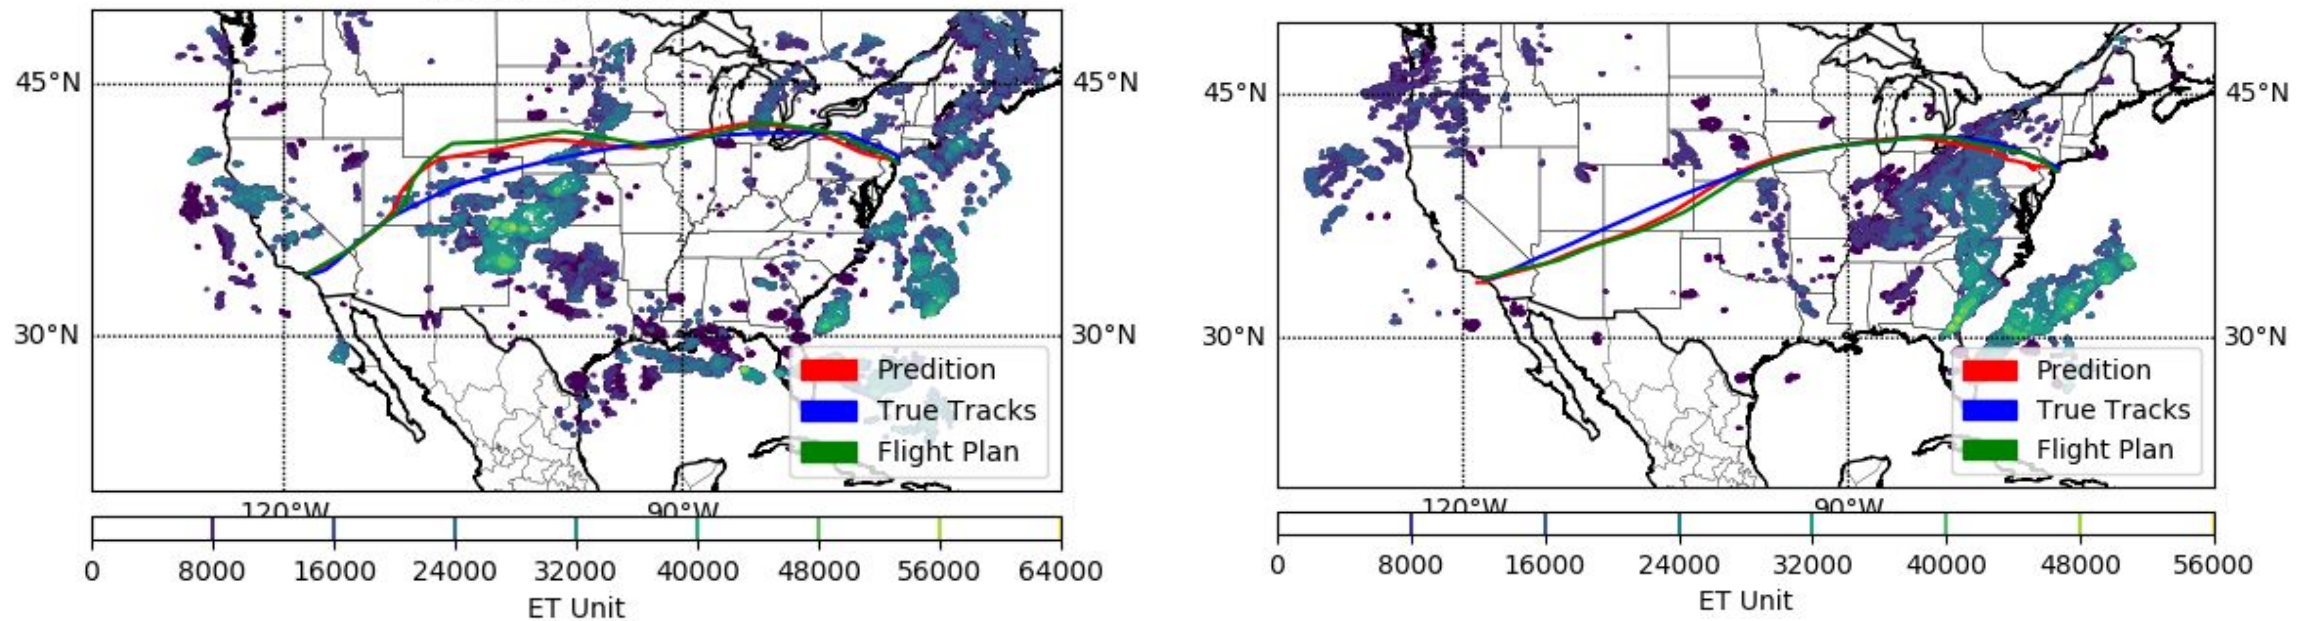 45°N
45°N
30°N
30°N
Predition
True Tracks
Flight Plan
120°W
90°W
0 8000 16000 24000 32000 40000 48000 56000 64000
ET Unit
45°N
45°N
30°N
30°N
Predition
True Tracks
Flight Plan
120°W
90°W
0 8000 16000 24000 32000 40000 48000 56000
ET Unit